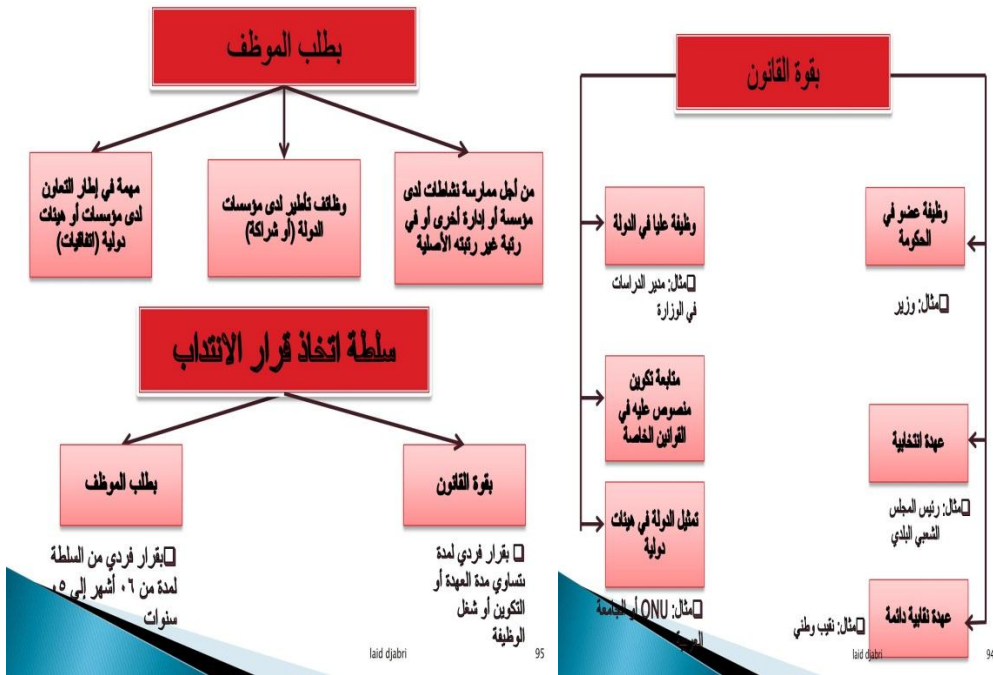 بقوة القانون
وظيفة عضو في
الحكومة
❑مثال: وزير
عهدة انتخابية
❑مثال: رئيس المجلس
الشعبي البلدي
عهدة نقابية دائمة
❑مثال: نقيب وطني
وظيفة عليا في الدولة
❑مثال: مدير الدراسات
في الوزارة
متابعة تكوين
منصوص عليه في
القوانين الخاصة
تمثيل الدولة في هيئات
دولية
❑مثال: ONU أو الجامعة
laid djabri
94
بطلب الموظف
من أجل ممارسة نشاطات لدى
مؤسسة أو إدارة أخرى أو في
رتبة غير رتبته الأصلية
وظائف تأطير لدى مؤسسات
الدولة (أو شراكة)
مهمة في إطار التعاون
لدى مؤسسات أو هيئات
دولية (اتفاقيات)
سلطة اتخاذ قرار الانتداب
بقوة القانون
❑ بقرار فردي لمدة
تساوي مدة العهدة أو
التكوين أو شغل
الوظيفة
بطلب الموظف
❑بقرار فردي من السلطة
لمدة من ٠٦ أشهر إلى ٠٥
سنوات
laid djabri
95